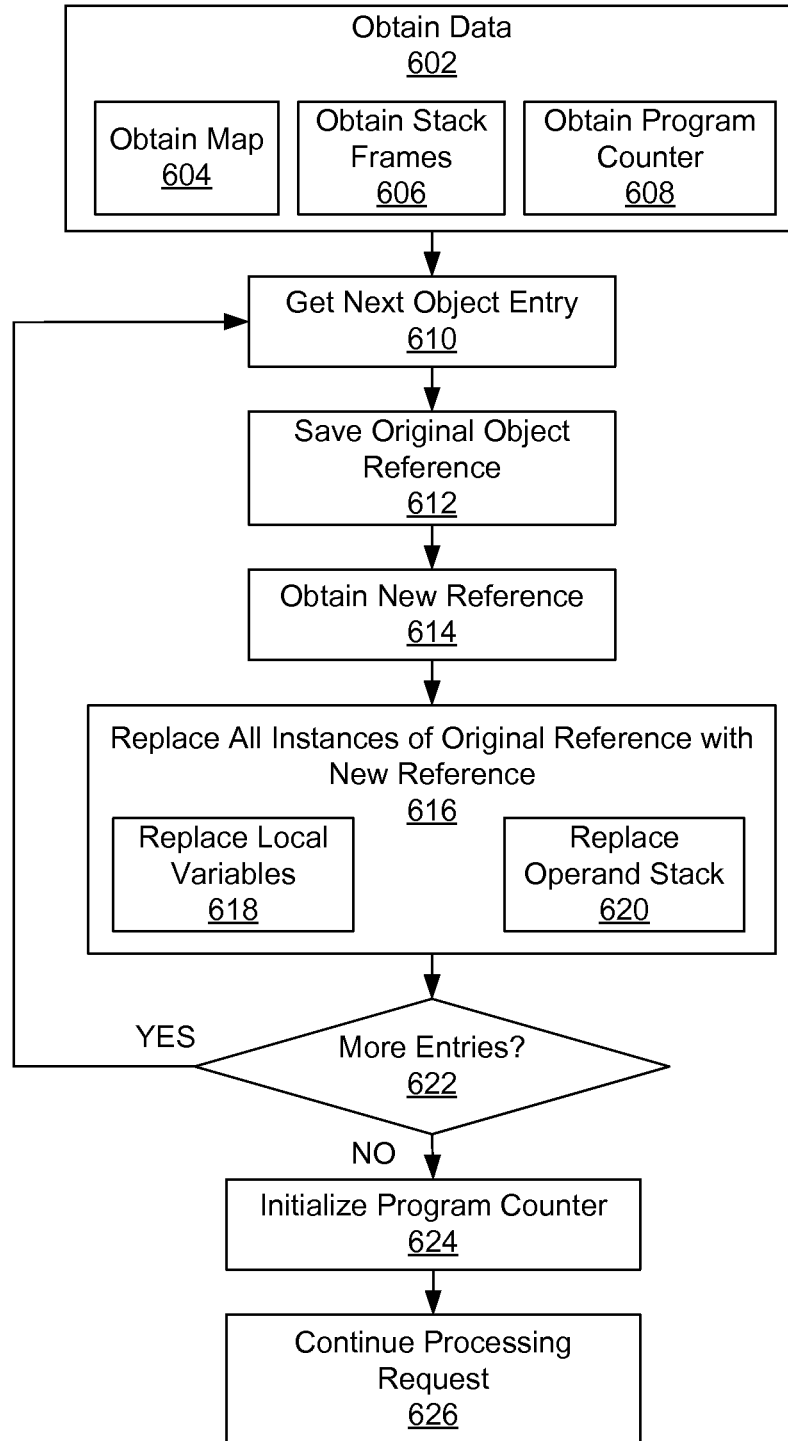 Obtain Data
602
Obtain Map
604
Obtain Stack
Frames
606
Obtain Program
Counter
608
Get Next Object Entry
610
Save Original Object
Reference
612
Obtain New Reference
614
Replace All Instances of Original Reference with
New Reference
616
Replace Local
Variables
618
Replace
Operand Stack
620
YES
More Entries?
622
NO
Initialize Program Counter
624
Continue Processing
Request
626